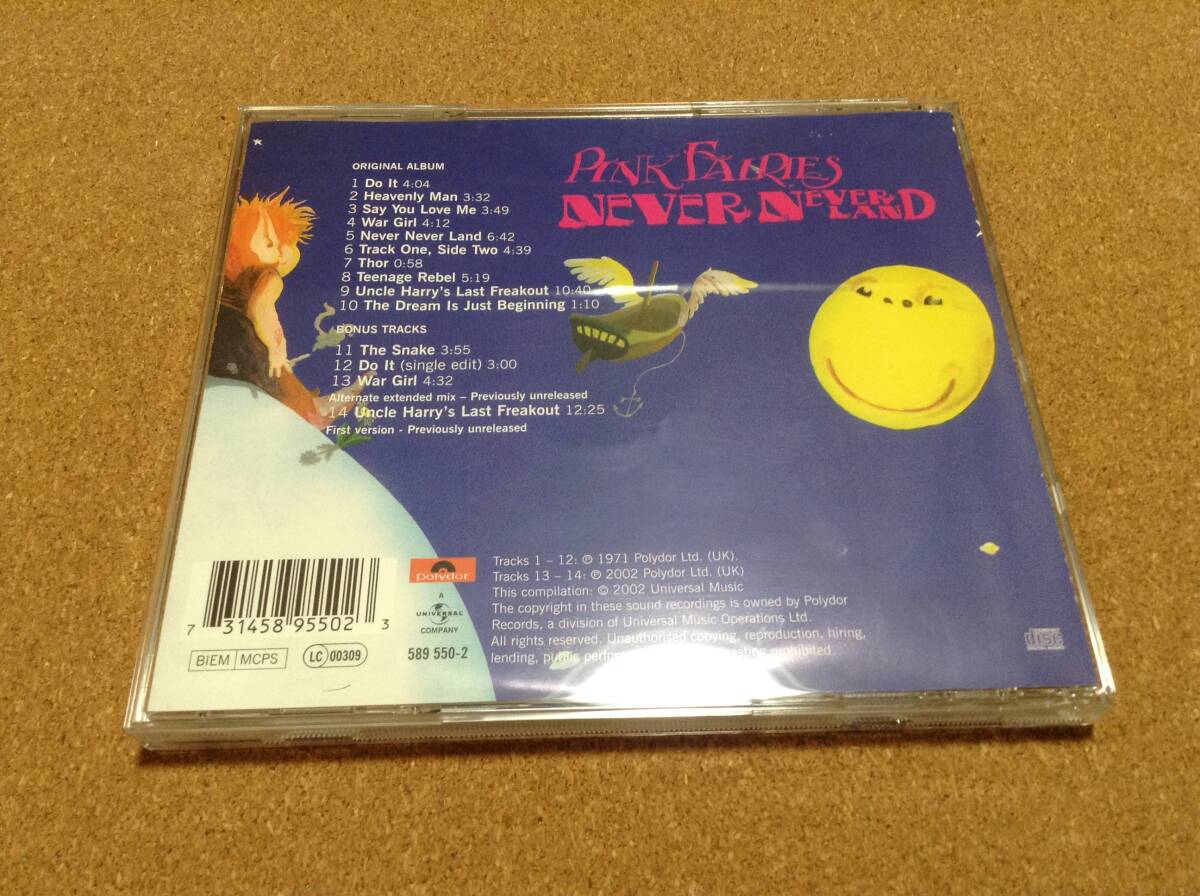 PINK FAIRIES
NEVER NEVER LAND
ORIGINAL ALBUM
1 Do It 4:04
2 Heavenly Man 3:32
3 Say You Love Me 3:49
4 War Girl 4:12
5 Never Never Land 6:42
6 Track One, Side Two 4:39
7 Thor 0:58
8 Teenage Rebel 5:19
9 Uncle Harry's Last Freakout 10:40
10 The Dream Is Just Beginning 1:10
BONUS TRACKS
11 The Snake 3:55
12 Do It (single edit) 3:00
13 War Girl 4:32
Alternate extended mix – Previously unreleased
14 Uncle Harry's Last Freakout 12:25
First version - Previously unreleased
7 31458 95502 3
BIEM MCPS
LC 00309
polydor
A
UNIVERSAL
COMPANY
589 550-2
Tracks 1 – 12: ℗ 1971 Polydor Ltd. (UK).
Tracks 13 – 14: ℗ 2002 Polydor Ltd. (UK)
This compilation: © 2002 Universal Music
The copyright in these sound recordings is owned by Polydor
Records, a division of Universal Music Operations Ltd.
All rights reserved. Unauthorised copying, reproduction, hiring,
lending, prohibited.
disc
DIGITAL AUDIO